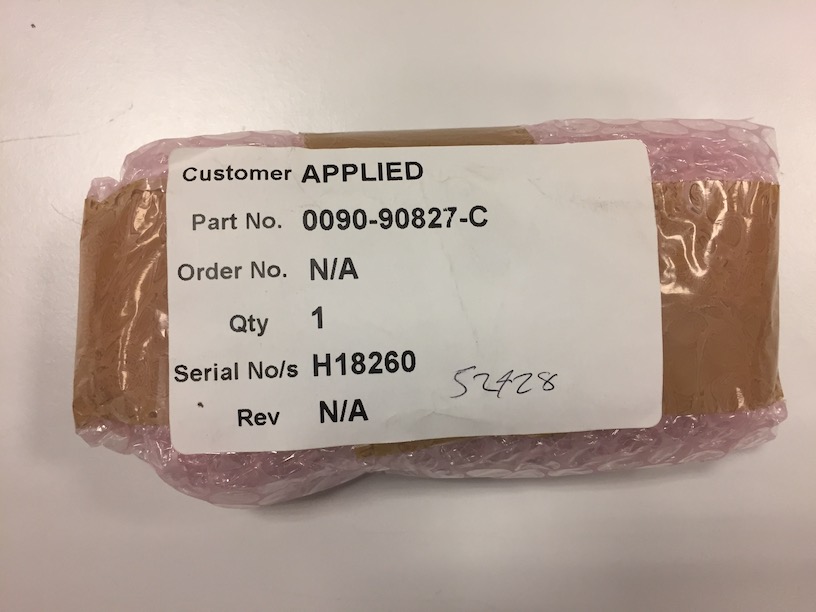 Customer APPLIED
Part No. 0090-90827-C
Order No. N/A
Qty 1
Serial No/s H18260
52428
Rev N/A